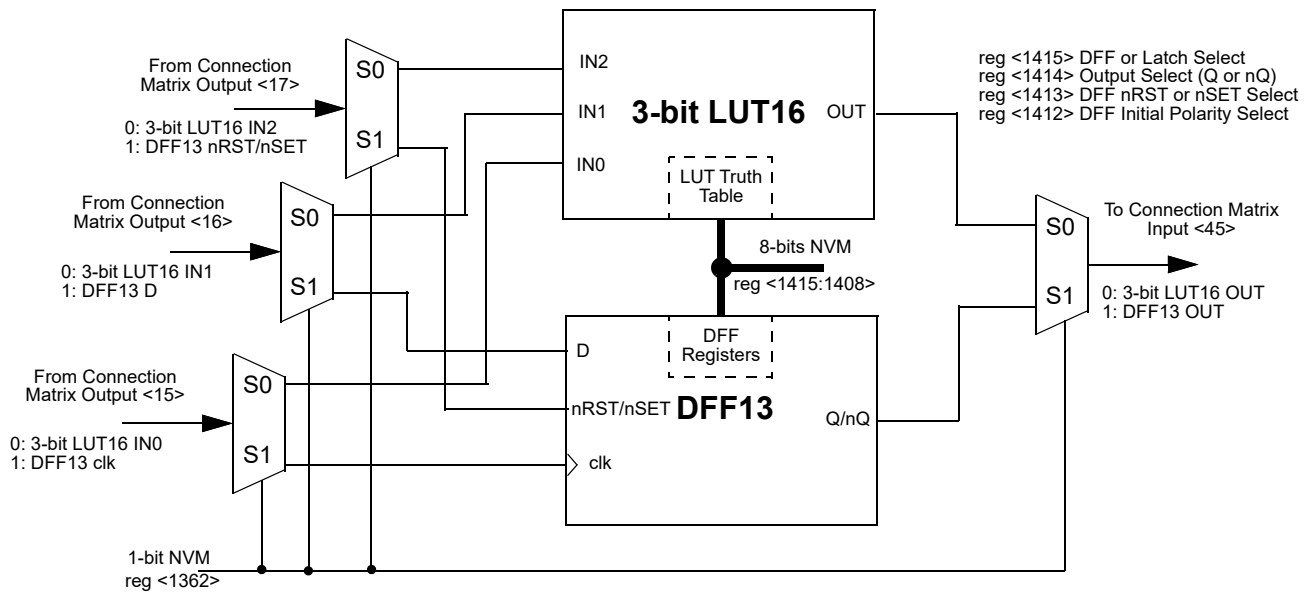 From Connection
Matrix Output <17>
0: 3-bit LUT16 IN2
1: DFF13 nRST/nSET
S0
S1
From Connection
Matrix Output <16>
0: 3-bit LUT16 IN1
1: DFF13 D
S0
S1
From Connection
Matrix Output <15>
0: 3-bit LUT16 IN0
1: DFF13 clk
S0
S1
1-bit NVM
reg <1362>
IN2
IN1
IN0
3-bit LUT16
OUT
LUT Truth
Table
8-bits NVM
reg <1415:1408>
DFF
Registers
D
nRST/nSET
DFF13
clk
Q/nQ
reg <1415> DFF or Latch Select
reg <1414> Output Select (Q or nQ)
reg <1413> DFF nRST or nSET Select
reg <1412> DFF Initial Polarity Select
S0
S1
To Connection Matrix
Input <45>
0: 3-bit LUT16 OUT
1: DFF13 OUT